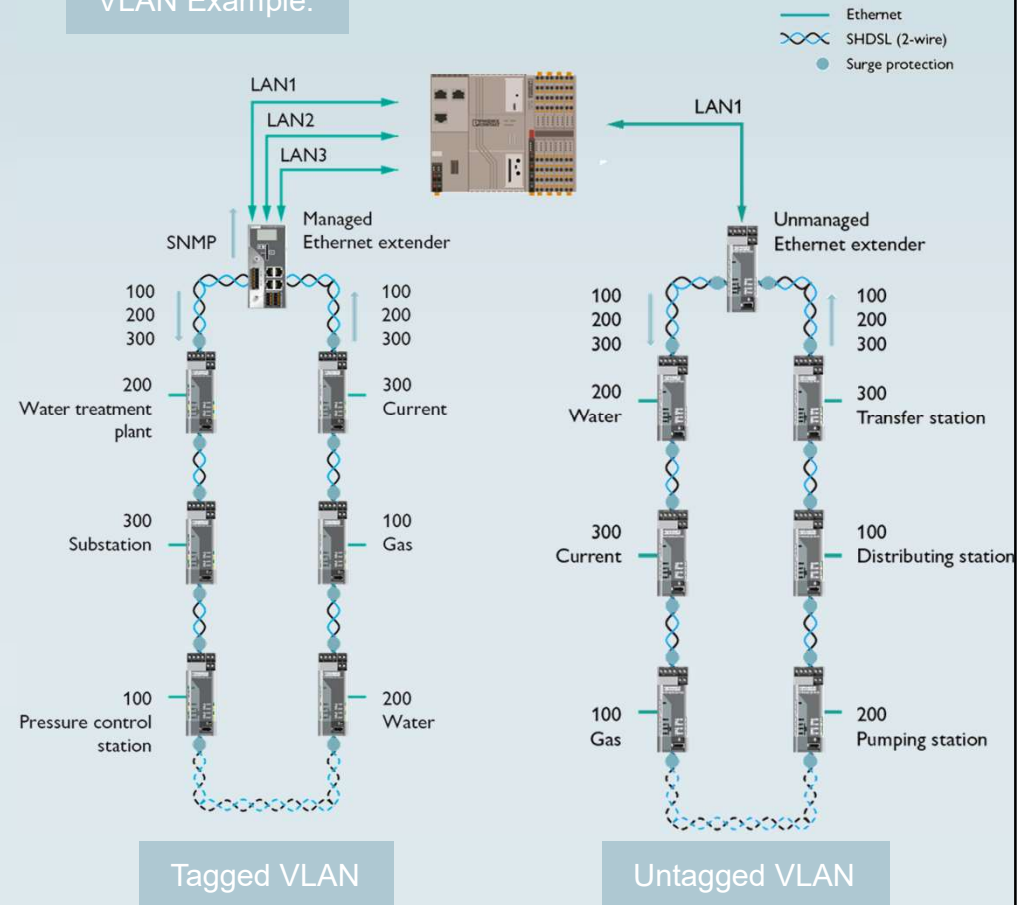 VLAN Example:
Ethernet
SHDSL (2-wire)
Surge protection
LAN1
LAN2
LAN3
LAN1
SNMP
Managed
Ethernet extender
Unmanaged
Ethernet extender
100
200
300
100
200
300
100
200
300
100
200
300
200
Water treatment
plant
300
Current
200
Water
300
Transfer station
300
Substation
100
Gas
300
Current
100
Distributing station
100
Pressure control
station
200
Water
100
Gas
200
Pumping station
Tagged VLAN
Untagged VLAN